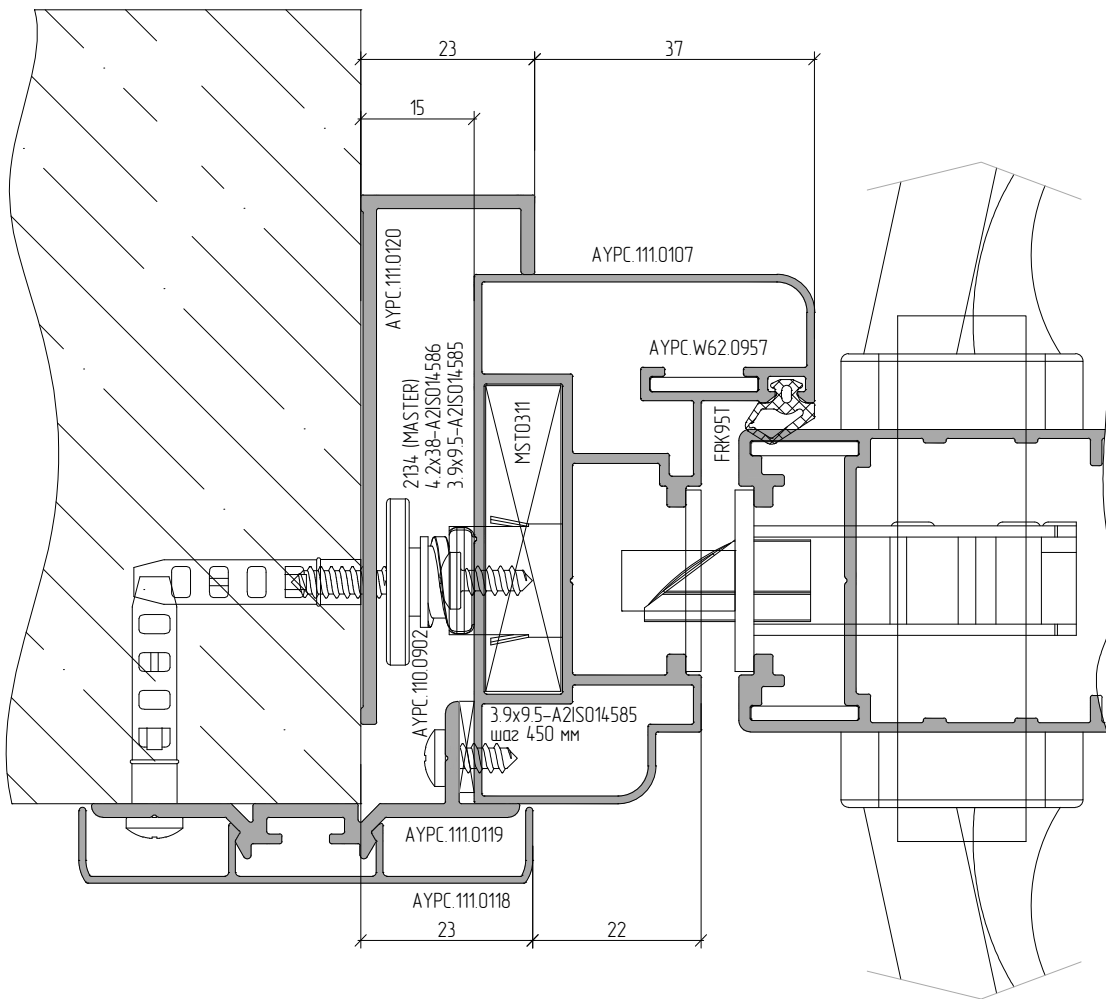 23
37
15
AYPC.111.0120
AYPC.111.0107
AYPC.W62.0957
2134 (MASTER)
4.2x38-A2ISO14586
3.9x9.5-A2ISO14585
MST0311
FRK95T
AYPC.110.0902
3.9x9.5-A2ISO14585
шаг 450 мм
AYPC.111.0119
AYPC.111.0118
23
22